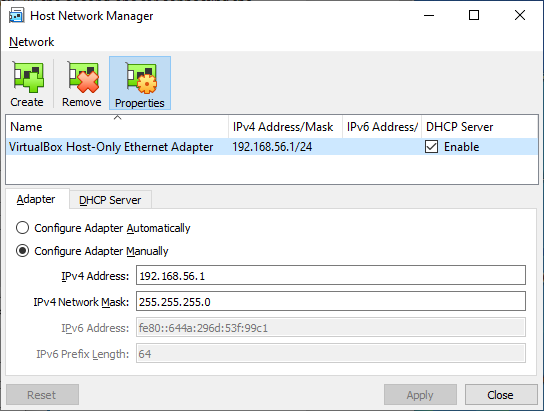 Host Network Manager
Network
Create Remove Properties
Name IPv4 Address/Mask IPv6 Address/ DHCP Server
VirtualBox Host-Only Ethernet Adapter 192.168.56.1/24 Enable
Adapter DHCP Server
Configure Adapter Automatically
Configure Adapter Manually
IPv4 Address: 192.168.56.1
IPv4 Network Mask: 255.255.255.0
IPv6 Address: fe80::644a:296d:53f:99c1
IPv6 Prefix Length: 64
Reset Apply Close